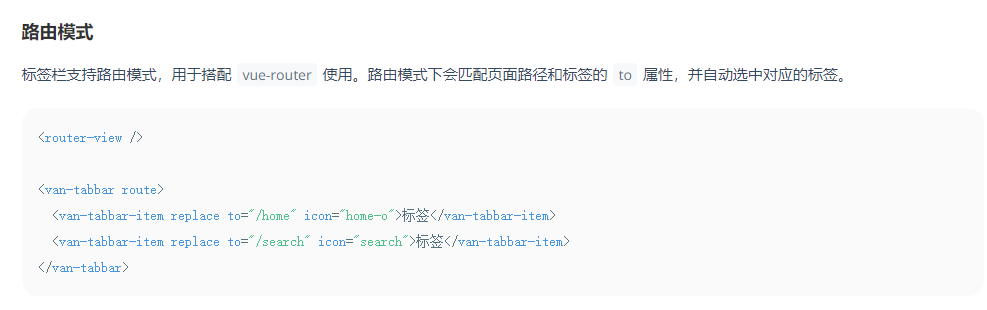 路由模式
标签栏支持路由模式，用于搭配 vue-router 使用。路由模式下会匹配页面路径和标签的 to 属性，并自动选中对应的标签。
<router-view />
<van-tabbar route>
  <van-tabbar-item replace to="/home" icon="home-o">标签</van-tabbar-item>
  <van-tabbar-item replace to="/search" icon="search">标签</van-tabbar-item>
</van-tabbar>